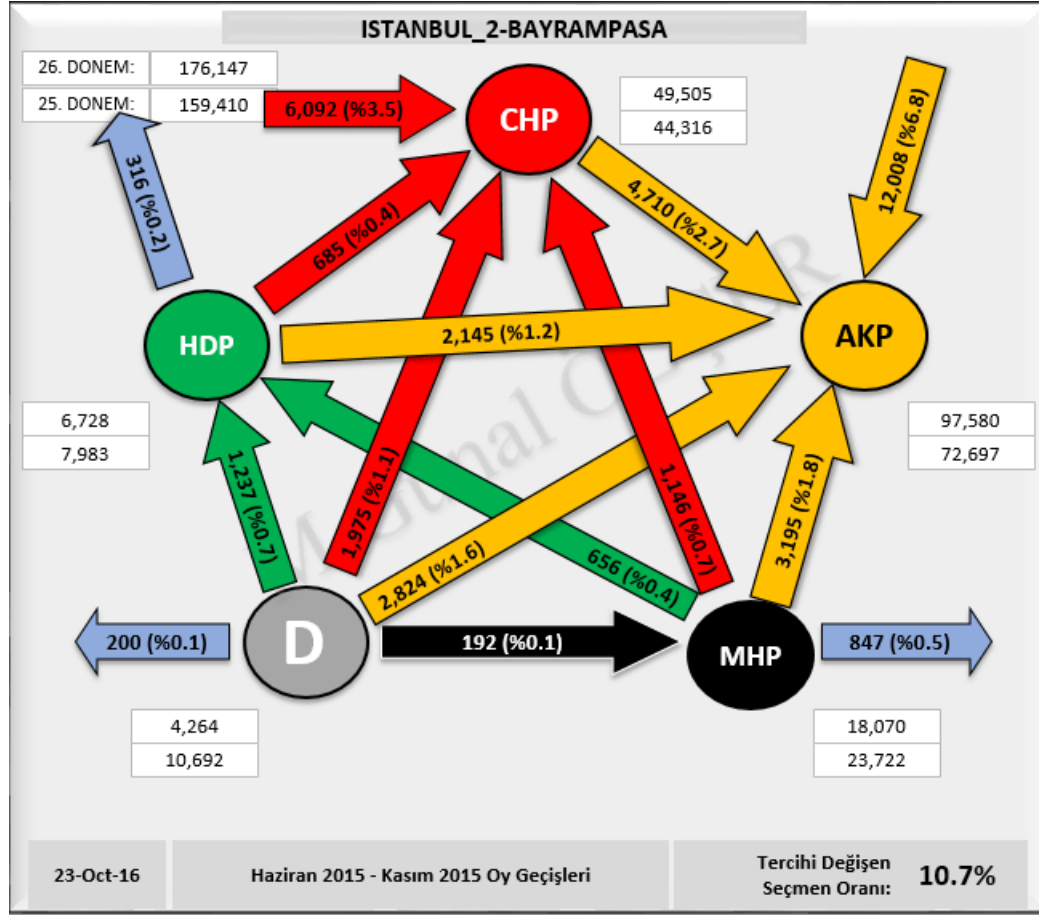 ISTANBUL_2-BAYRAMPASA
26. DONEM: 176,147
25. DONEM: 159,410
6,092 (%3.5)
CHP
49,505
44,316
12,008 (%6.8)
316 (%0.2)
685 (%0.4)
4,710 (%2.7)
HDP
2,145 (%1.2)
AKP
6,728
7,983
97,580
72,697
1,237 (%0.7)
1,975 (%1.1)
2,824 (%1.6)
656 (%0.4)
1,146 (%0.7)
3,195 (%1.8)
200 (%0.1)
D
192 (%0.1)
MHP
847 (%0.5)
4,264
10,692
18,070
23,722
23-Oct-16
Haziran 2015 - Kasım 2015 Oy Geçişleri
Tercihi Değişen
Seçmen Oranı:
10.7%